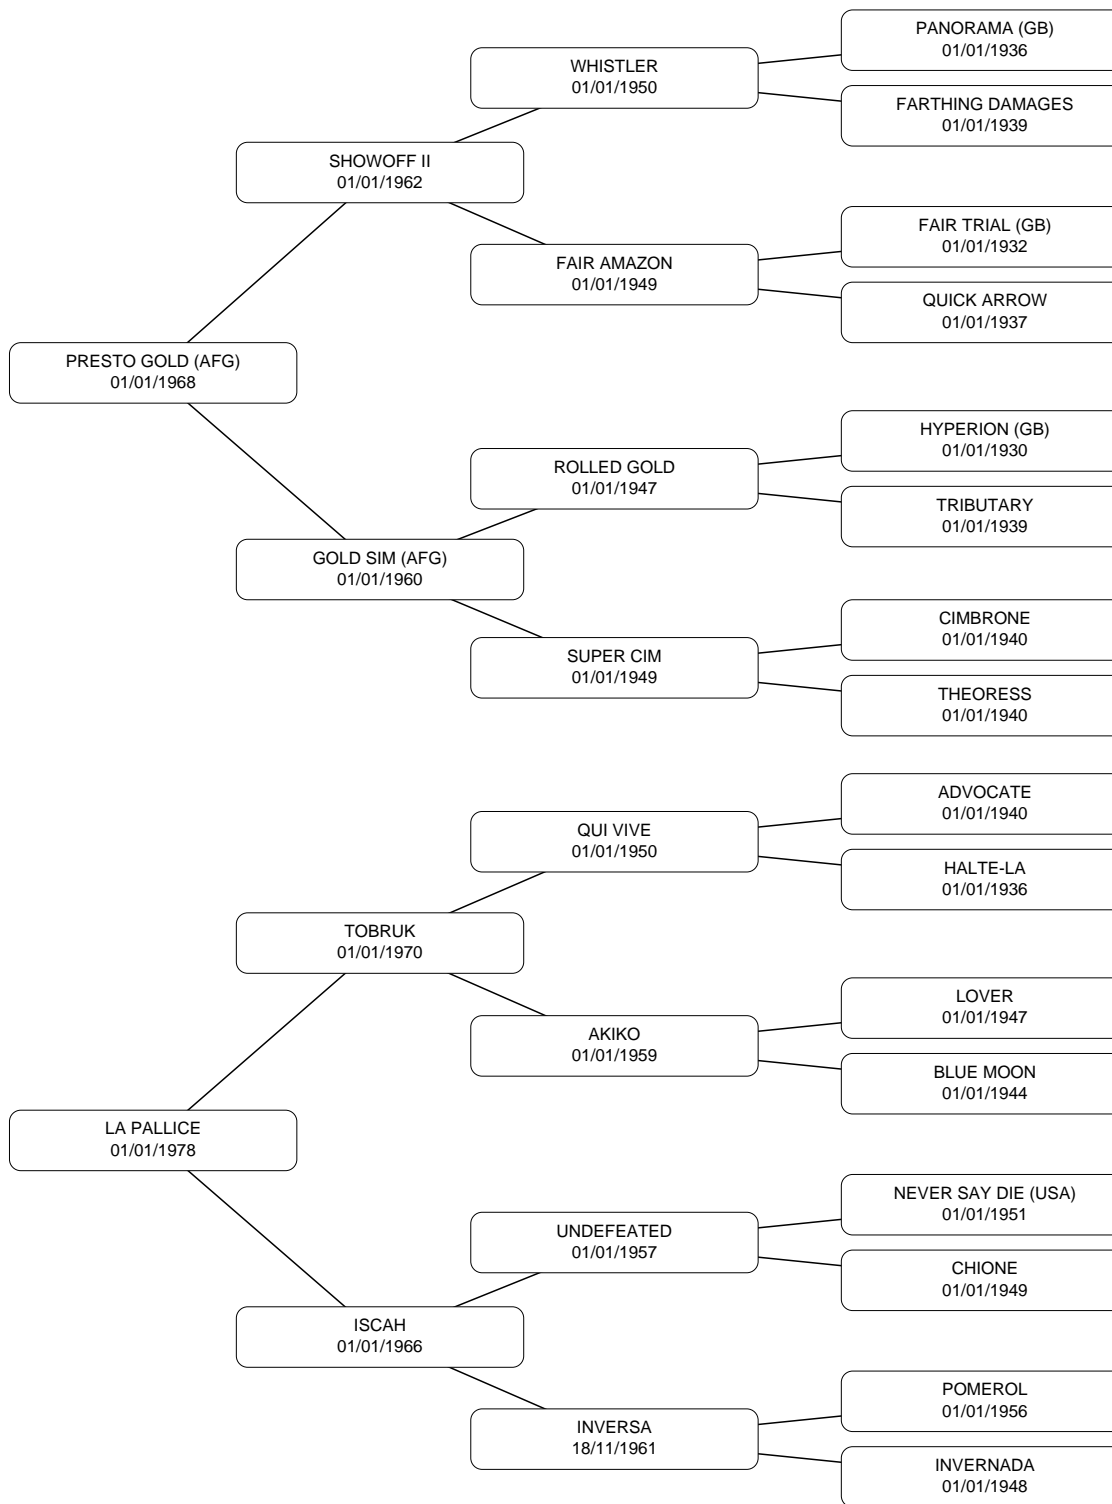 PANORAMA (GB)
01/01/1936
WHISTLER
01/01/1950
FARTHING DAMAGES
01/01/1939
SHOWOFF II
01/01/1962
FAIR TRIAL (GB)
01/01/1932
FAIR AMAZON
01/01/1949
QUICK ARROW
01/01/1937
PRESTO GOLD (AFG)
01/01/1968
HYPERION (GB)
01/01/1930
ROLLED GOLD
01/01/1947
TRIBUTARY
01/01/1939
GOLD SIM (AFG)
01/01/1960
CIMBRONE
01/01/1940
SUPER CIM
01/01/1949
THEORESS
01/01/1940
ADVOCATE
01/01/1940
QUI VIVE
01/01/1950
HALTE-LA
01/01/1936
TOBRUK
01/01/1970
LOVER
01/01/1947
AKIKO
01/01/1959
BLUE MOON
01/01/1944
LA PALLICE
01/01/1978
NEVER SAY DIE (USA)
01/01/1951
UNDEFEATED
01/01/1957
CHIONE
01/01/1949
ISCAH
01/01/1966
POMEROL
01/01/1956
INVERSA
18/11/1961
INVERNADA
01/01/1948